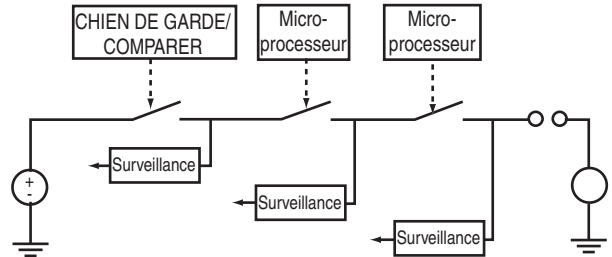 CHIEN DE GARDE/
COMPARER
Micro-
processeur
Micro-
processeur
Surveillance
Surveillance
Surveillance
+
-